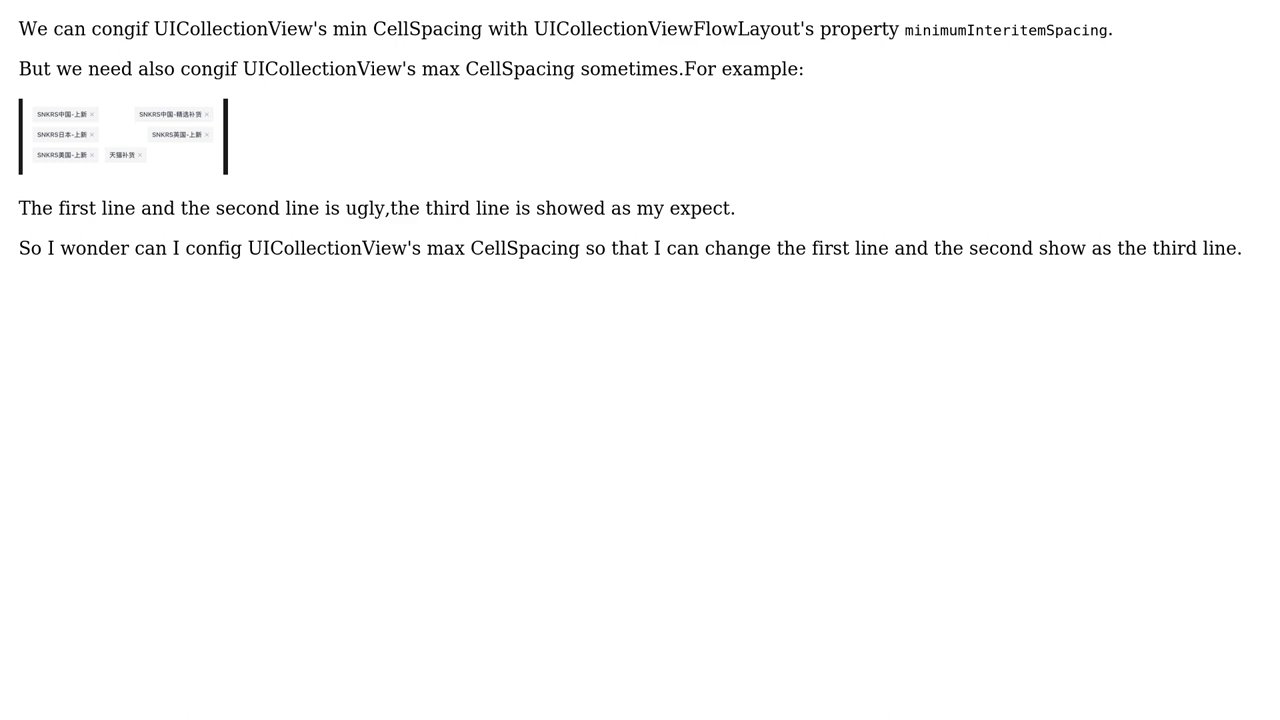 We can congif UICollectionView's min CellSpacing with UICollectionViewFlowLayout's property minimumInteritemSpacing.
But we need also congif UICollectionView's max CellSpacing sometimes.For example:
SNKRS中国-上新 × SNKRS中国-精选补货 ×
SNKRS日本-上新 × SNKRS英国-上新 ×
SNKRS美国-上新 × 天猫补货 ×
The first line and the second line is ugly,the third line is showed as my expect.
So I wonder can I config UICollectionView's max CellSpacing so that I can change the first line and the second show as the third line.